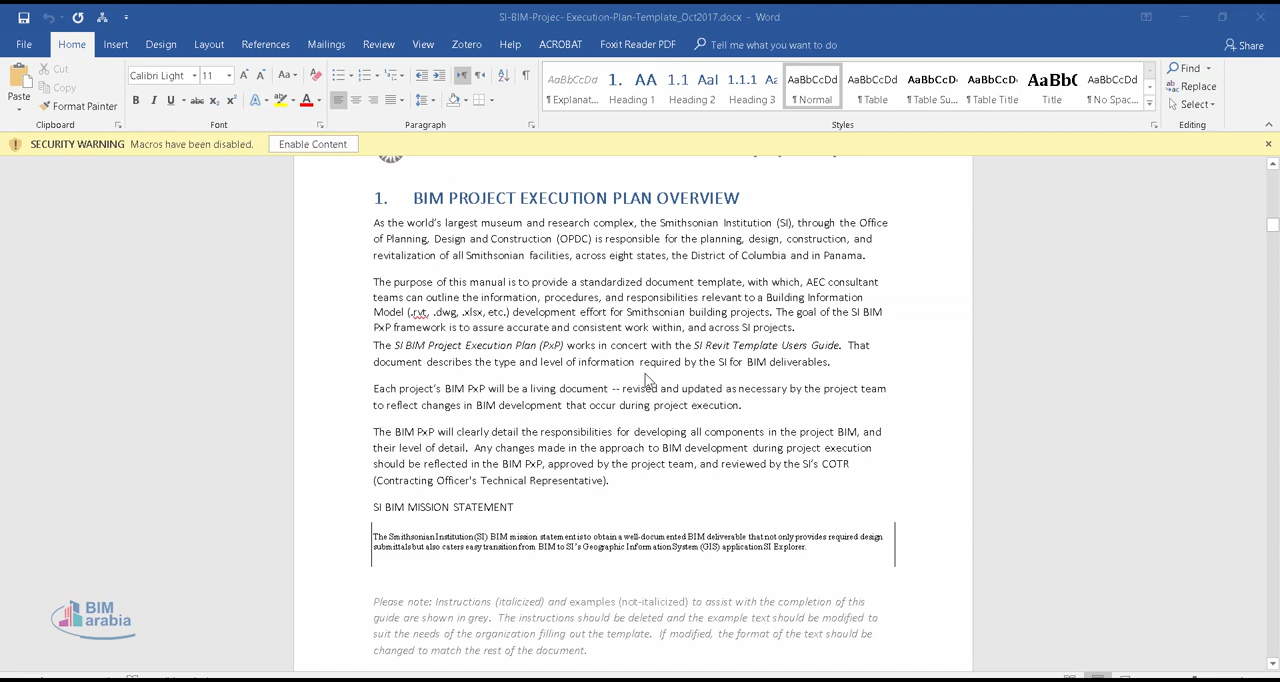 SI-BIM-Projec- Execution-Plan-Template_Oct2017.docx - Word
File Home Insert Design Layout References Mailings Review View Zotero Help ACROBAT Foxit Reader PDF Tell me what you want to do Share
Paste Cut Copy Format Painter
Calibri Light 11
AaBbCcDd 1. AA 1.1 AaI 1.1.1 Aa AaBbCcDd AaBbCcDd AaBbCcD AaBbCcD AaBb( AaBbCcDd
¶ Explanat... Heading 1 Heading 2 Heading 3 ¶ Normal ¶ Table ¶ Table Su... ¶ Table Title Title ¶ No Spac...
Find
Replace
Select
Clipboard Font Paragraph Styles Editing
SECURITY WARNING Macros have been disabled. Enable Content
1. BIM PROJECT EXECUTION PLAN OVERVIEW
As the world's largest museum and research complex, the Smithsonian Institution (SI), through the Office
of Planning, Design and Construction (OPDC) is responsible for the planning, design, construction, and
revitalization of all Smithsonian facilities, across eight states, the District of Columbia and in Panama.
The purpose of this manual is to provide a standardized document template, with which, AEC consultant
teams can outline the information, procedures, and responsibilities relevant to a Building Information
Model (.rvt, .dwg, .xlsx, etc.) development effort for Smithsonian building projects. The goal of the SI BIM
PxP framework is to assure accurate and consistent work within, and across SI projects.
The SI BIM Project Execution Plan (PxP) works in concert with the SI Revit Template Users Guide. That
document describes the type and level of information required by the SI for BIM deliverables.
Each project's BIM PxP will be a living document -- revised and updated as necessary by the project team
to reflect changes in BIM development that occur during project execution.
The BIM PxP will clearly detail the responsibilities for developing all components in the project BIM, and
their level of detail. Any changes made in the approach to BIM development during project execution
should be reflected in the BIM PxP, approved by the project team, and reviewed by the SI's COTR
(Contracting Officer's Technical Representative).
SI BIM MISSION STATEMENT
The Smithsonian Institution (SI) BIM mission statement is to obtain a well-documented BIM deliverable that not only provides required design
submittals but also caters easy transition from BIM to SI's Geographic Information System (GIS) application SI Explorer.
Please note: Instructions (italicized) and examples (not-italicized) to assist with the completion of this
guide are shown in grey. The instructions should be deleted and the example text should be modified to
suit the needs of the organization filling out the template. If modified, the format of the text should be
changed to match the rest of the document.
BIM
arabia